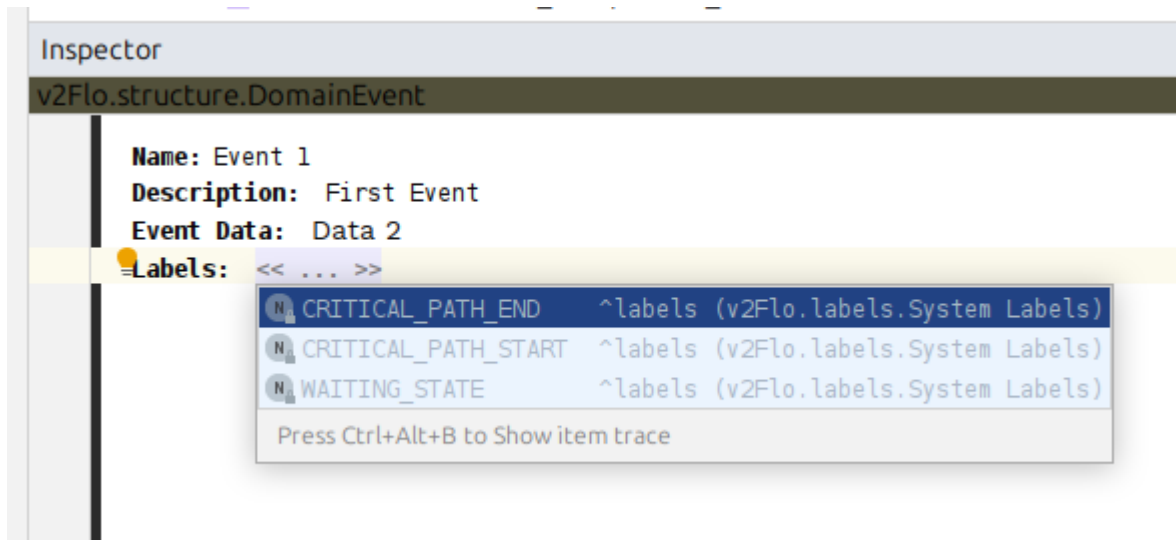 Inspector
v2Flo.structure.DomainEvent
Name: Event 1
Description: First Event
Event Data: Data 2
Labels: << ... >>
N CRITICAL_PATH_END ^labels (v2Flo.labels.System Labels)
N CRITICAL_PATH_START ^labels (v2Flo.labels.System Labels)
N WAITING_STATE ^labels (v2Flo.labels.System Labels)
Press Ctrl+Alt+B to Show item trace